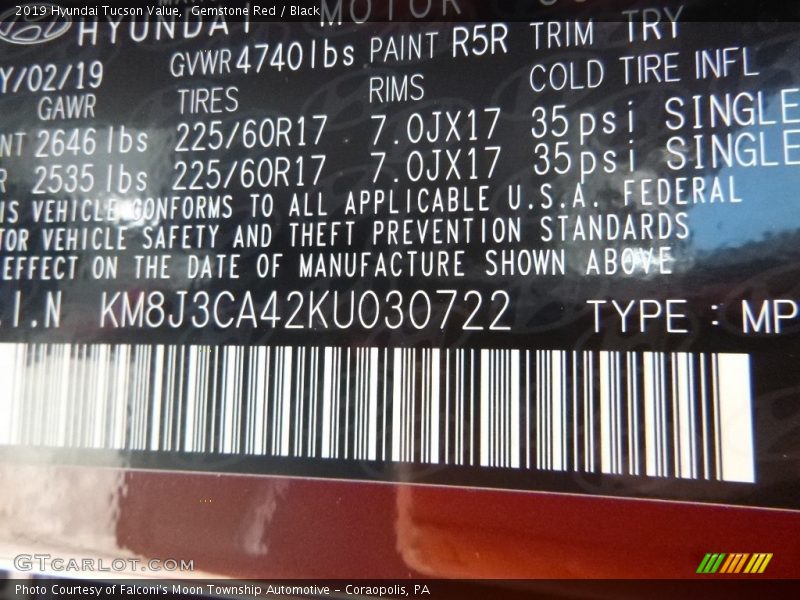 2019 Hyundai Tucson Value, Gemstone Red / Black
HYUNDAI MOTOR
Y/02/19 GVWR 4740lbs PAINT R5R TRIM TRY
GAWR TIRES RIMS COLD TIRE INFL
NT 2646 lbs 225/60R17 7.0JX17 35psi SINGLE
R 2535 lbs 225/60R17 7.0JX17 35psi SINGLE
IS VEHICLE CONFORMS TO ALL APPLICABLE U.S.A. FEDERAL
TOR VEHICLE SAFETY AND THEFT PREVENTION STANDARDS
EFFECT ON THE DATE OF MANUFACTURE SHOWN ABOVE
.I.N KM8J3CA42KU030722 TYPE : MP
GTCARLOT.COM
Photo Courtesy of Falconi's Moon Township Automotive - Coraopolis, PA